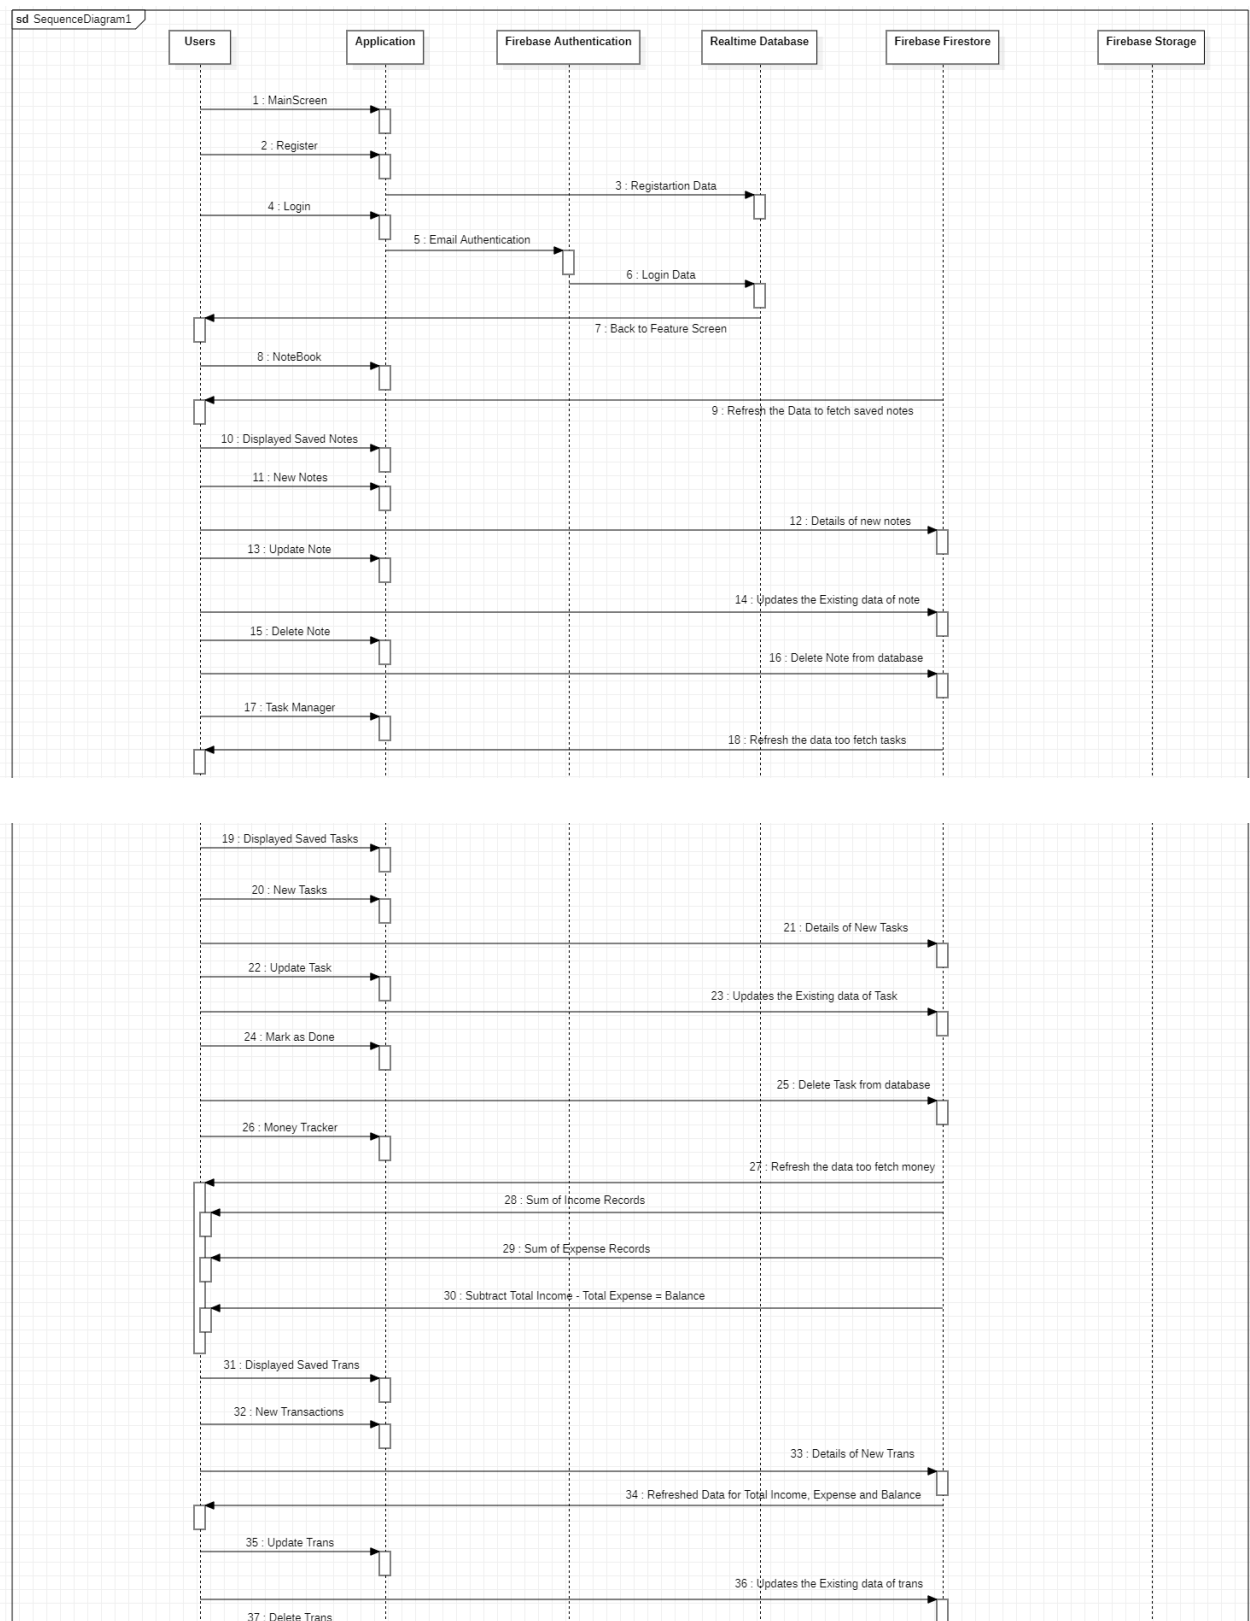 sd SequenceDiagram1
Users
Application
Firebase Authentication
Realtime Database
Firebase Firestore
Firebase Storage
1 : MainScreen
2 : Register
3 : Registartion Data
4 : Login
5 : Email Authentication
6 : Login Data
7 : Back to Feature Screen
8 : NoteBook
9 : Refresh the Data to fetch saved notes
10 : Displayed Saved Notes
11 : New Notes
12 : Details of new notes
13 : Update Note
14 : Updates the Existing data of note
15 : Delete Note
16 : Delete Note from database
17 : Task Manager
18 : Refresh the data too fetch tasks
19 : Displayed Saved Tasks
20 : New Tasks
21 : Details of New Tasks
22 : Update Task
23 : Updates the Existing data of Task
24 : Mark as Done
25 : Delete Task from database
26 : Money Tracker
27 : Refresh the data too fetch money
28 : Sum of Income Records
29 : Sum of Expense Records
30 : Subtract Total Income - Total Expense = Balance
31 : Displayed Saved Trans
32 : New Transactions
33 : Details of New Trans
34 : Refreshed Data for Total Income, Expense and Balance
35 : Update Trans
36 : Updates the Existing data of trans
37 : Delete Trans